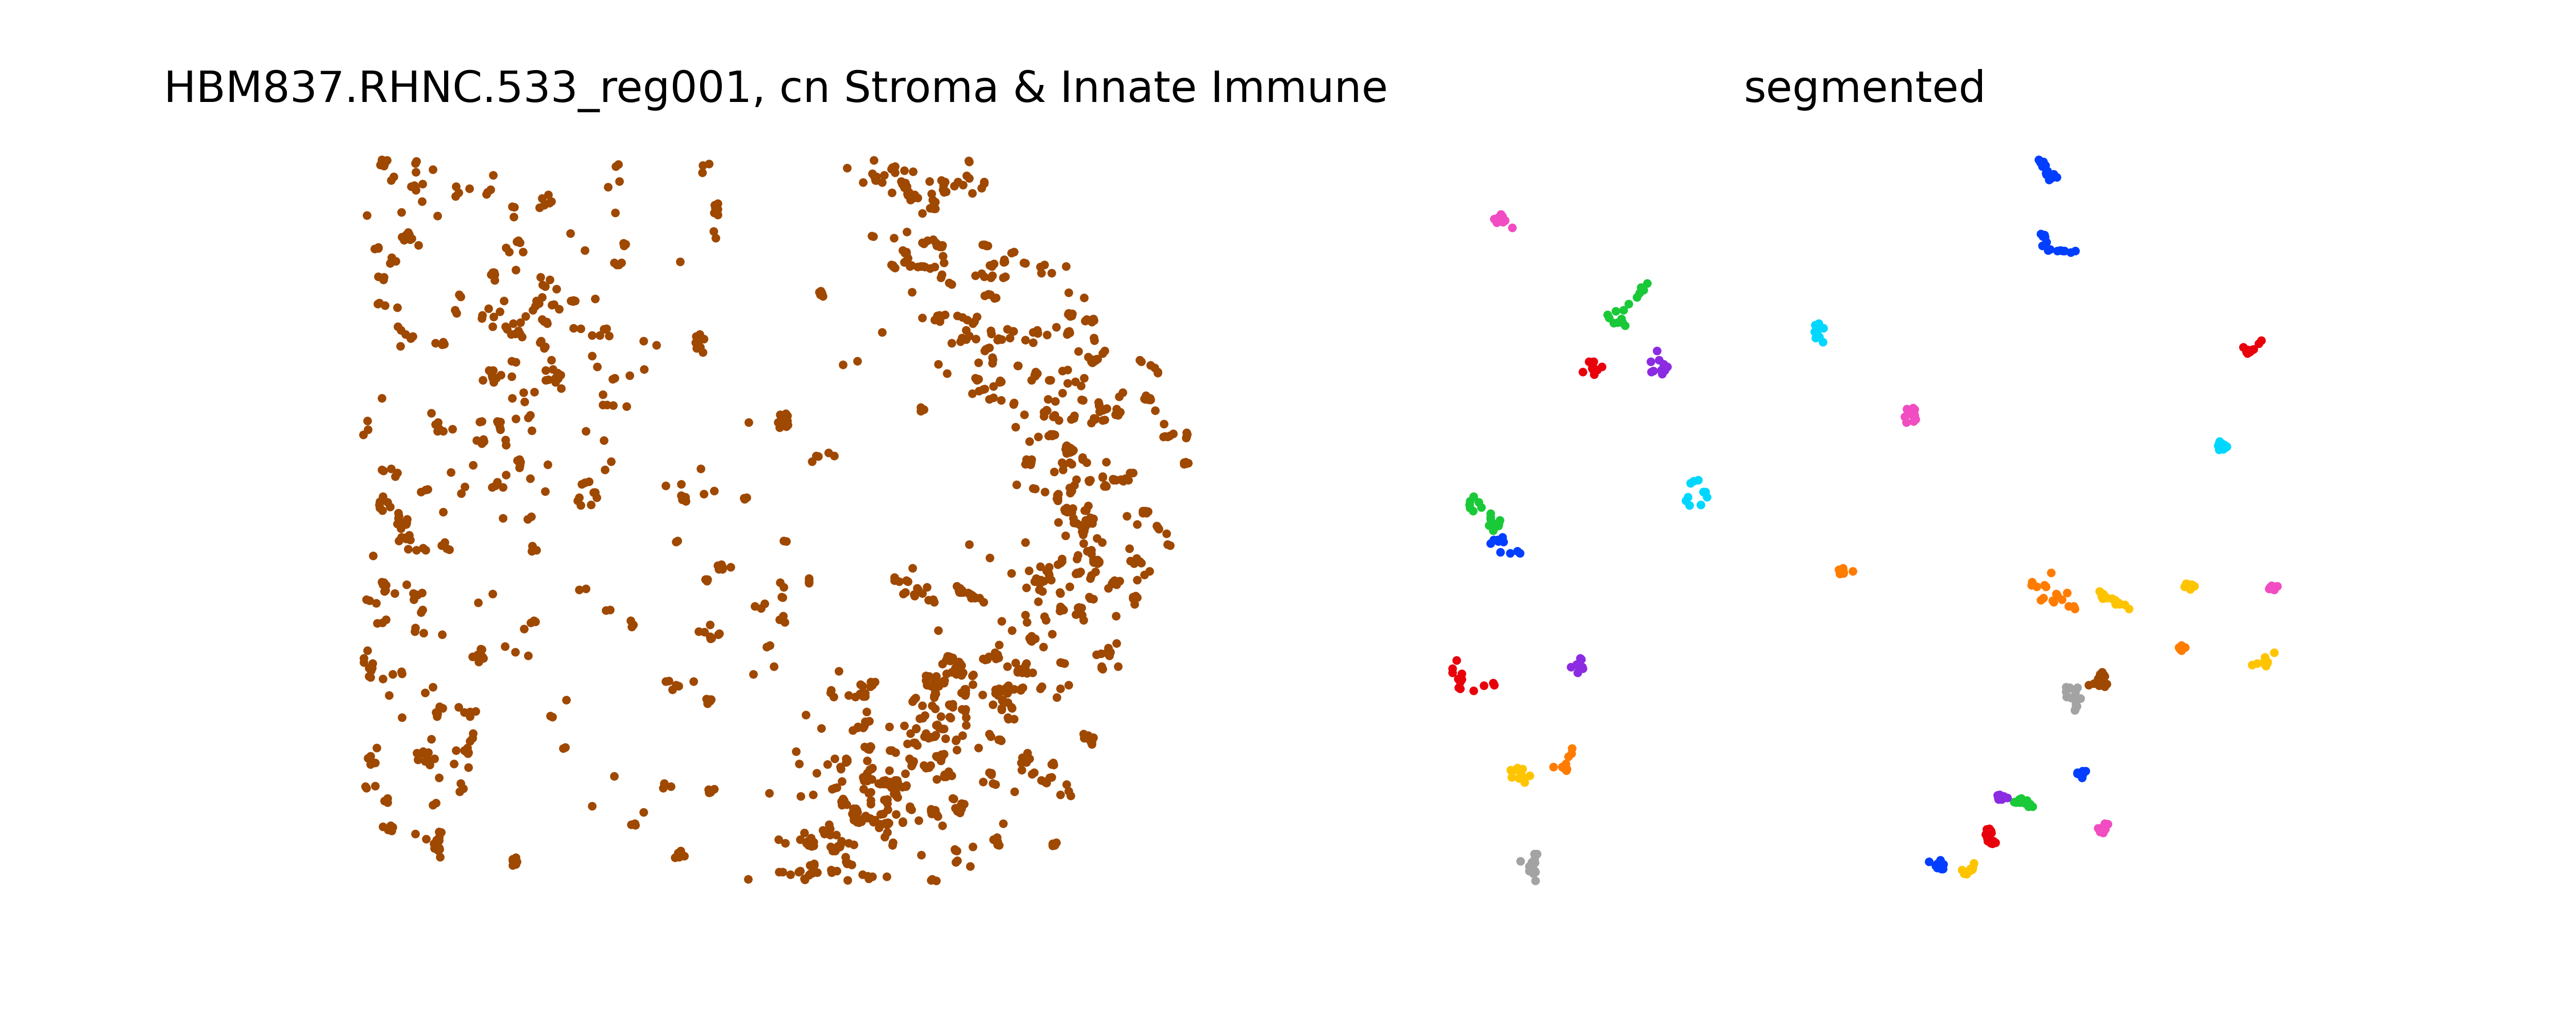 HBM837.RHNC.533_reg001, cn Stroma & Innate Immune
segmented